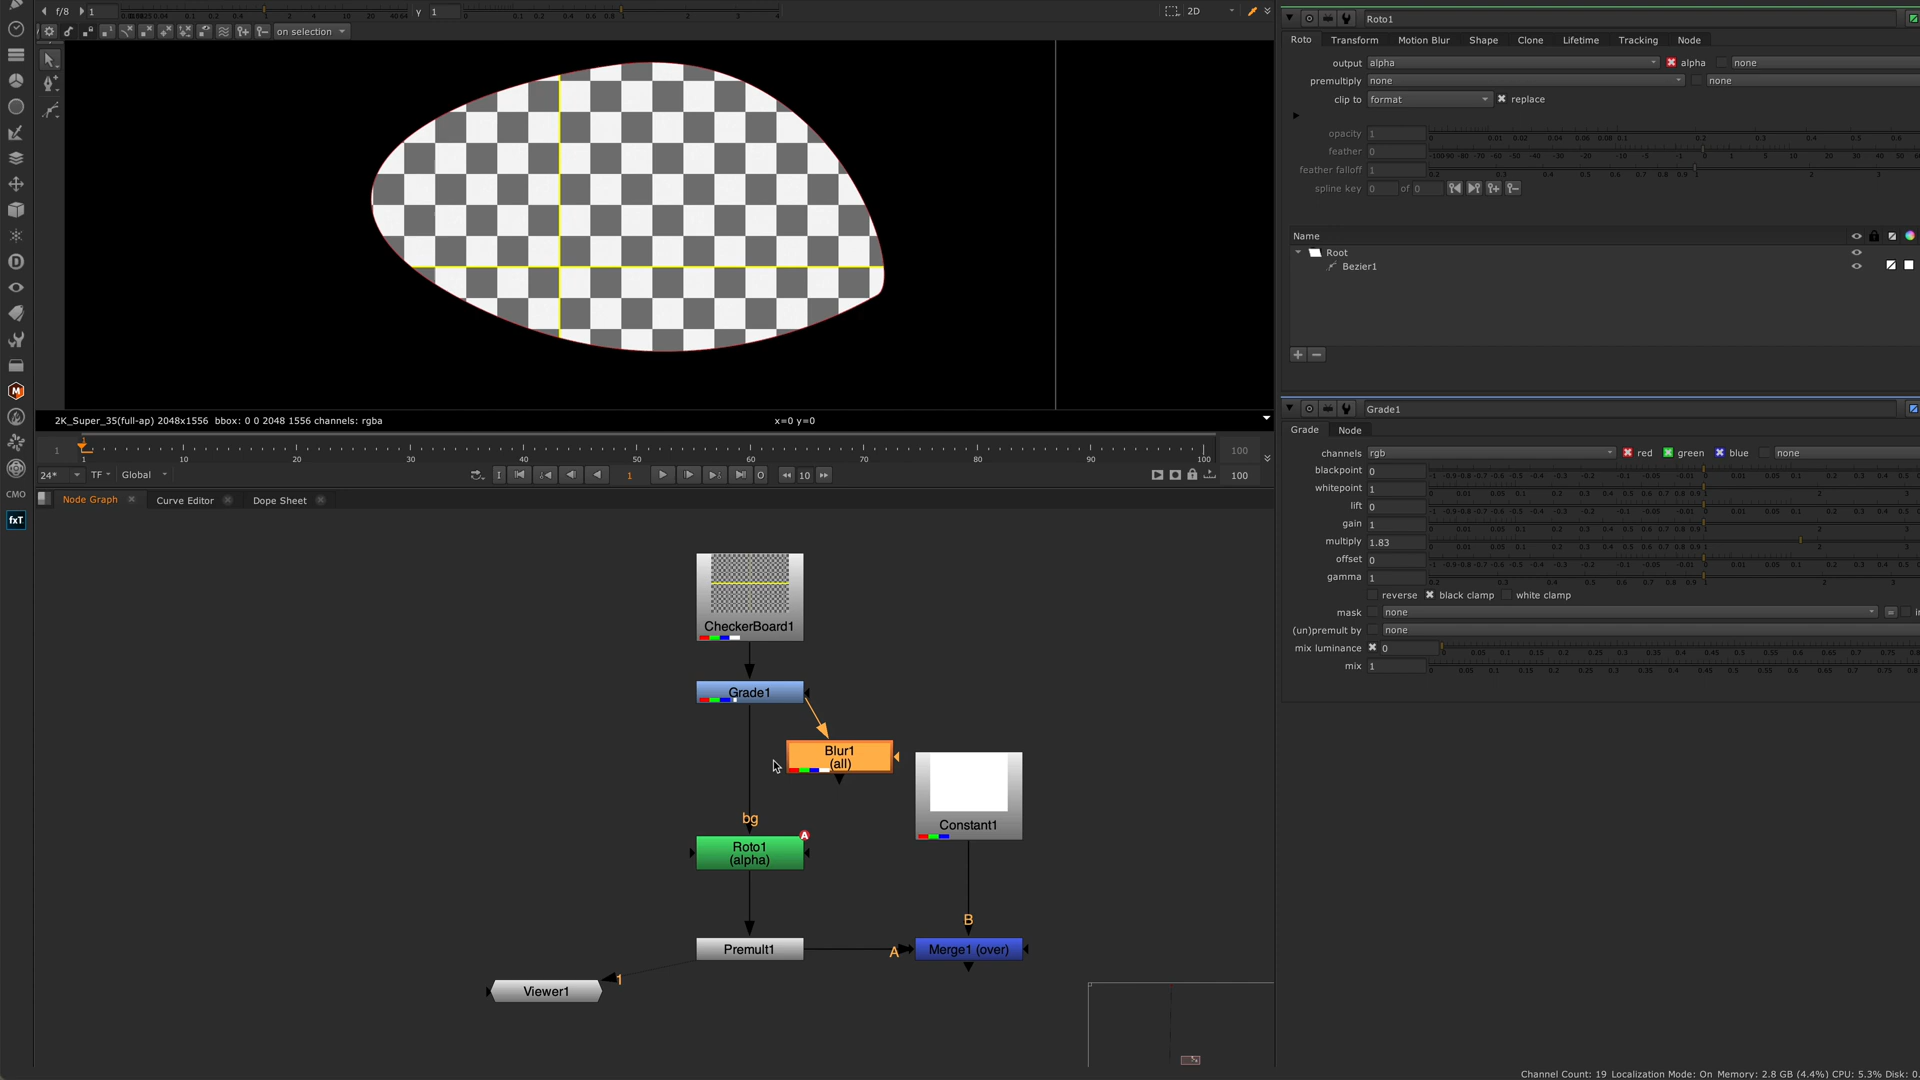 f/8 1 y 1 2D
on selection
Roto1
Roto Transform Motion Blur Shape Clone Lifetime Tracking Node
output alpha alpha none
premultiply none none
clip to format replace
opacity 1
feather 0
feather falloff 1
spline key 0 of 0
Name
Root
Bezier1
2K_Super_35(full-ap) 2048x1556 bbox: 0 0 2048 1556 channels: rgba x=0 y=0
1 1 10 20 30 40 50 60 70 80 90 100 100
24* TF Global 1 10 100
Node Graph Curve Editor Dope Sheet
Grade1
Grade Node
channels rgb red green blue none
blackpoint 0
whitepoint 1
lift 0
gain 1
multiply 1.83
offset 0
gamma 1
reverse black clamp white clamp
mask none
(un)premult by none
mix luminance 0
mix 1
CMO
fxT
CheckerBoard1
Grade1
Blur1
(all)
Constant1
bg
Roto1
(alpha)
A
B
Premult1
A
Merge1 (over)
1
Viewer1
Channel Count: 19 Localization Mode: On Memory: 2.8 GB (4.4%) CPU: 5.3% Disk: 0.